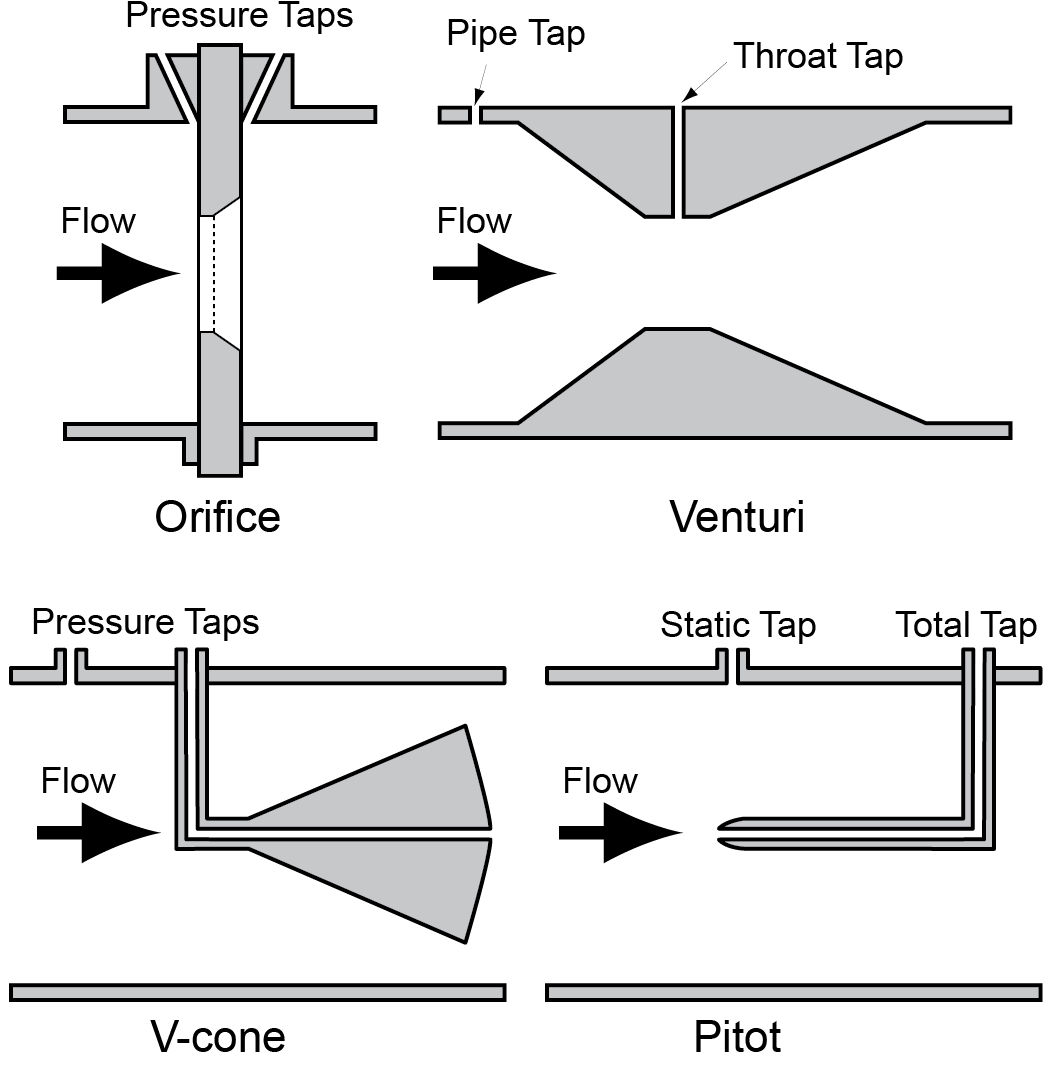 Pressure Taps
Pipe Tap
Throat Tap
Flow
Flow
Orifice
Venturi
Pressure Taps
Static Tap
Total Tap
Flow
Flow
V-cone
Pitot